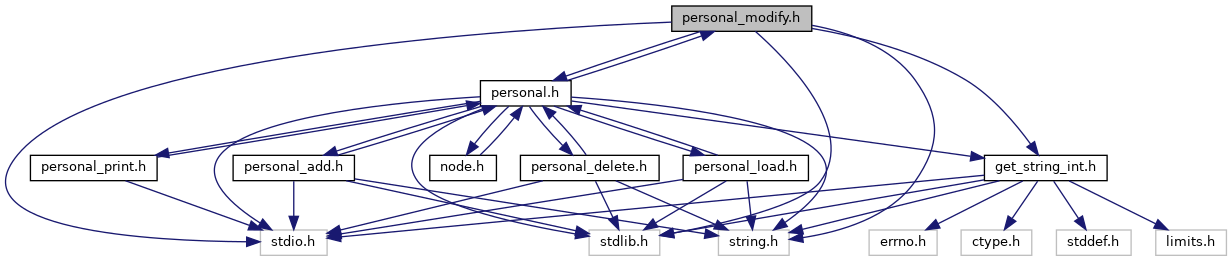 personal_modify.h
personal.h
personal_print.h
personal_add.h
node.h
personal_delete.h
personal_load.h
get_string_int.h
stdio.h
stdlib.h
string.h
errno.h
ctype.h
stddef.h
limits.h